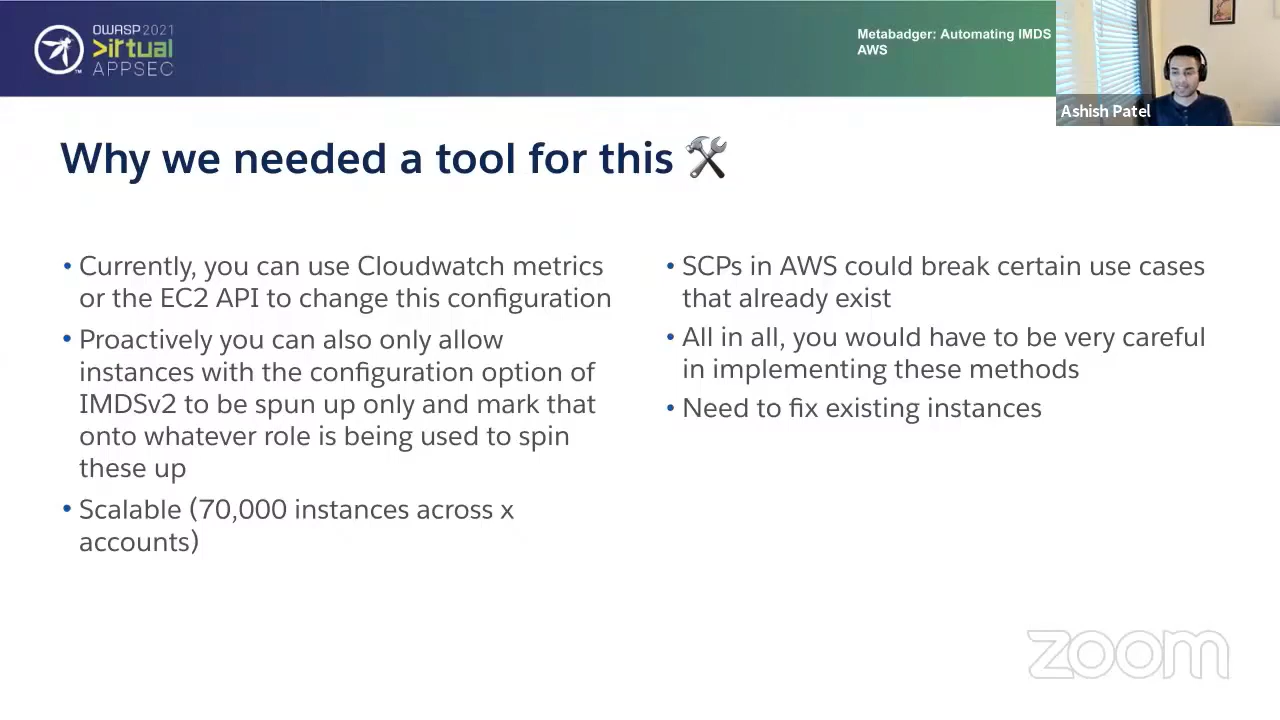 OWASP 2021
>irtual
APPSEC
Metabadger: Automating IMDS
AWS
Ashish Patel
Why we needed a tool for this
• Currently, you can use Cloudwatch metrics
or the EC2 API to change this configuration
• Proactively you can also only allow
instances with the configuration option of
IMDSv2 to be spun up only and mark that
onto whatever role is being used to spin
these up
• Scalable (70,000 instances across x
accounts)
• SCPs in AWS could break certain use cases
that already exist
• All in all, you would have to be very careful
in implementing these methods
• Need to fix existing instances
zoom